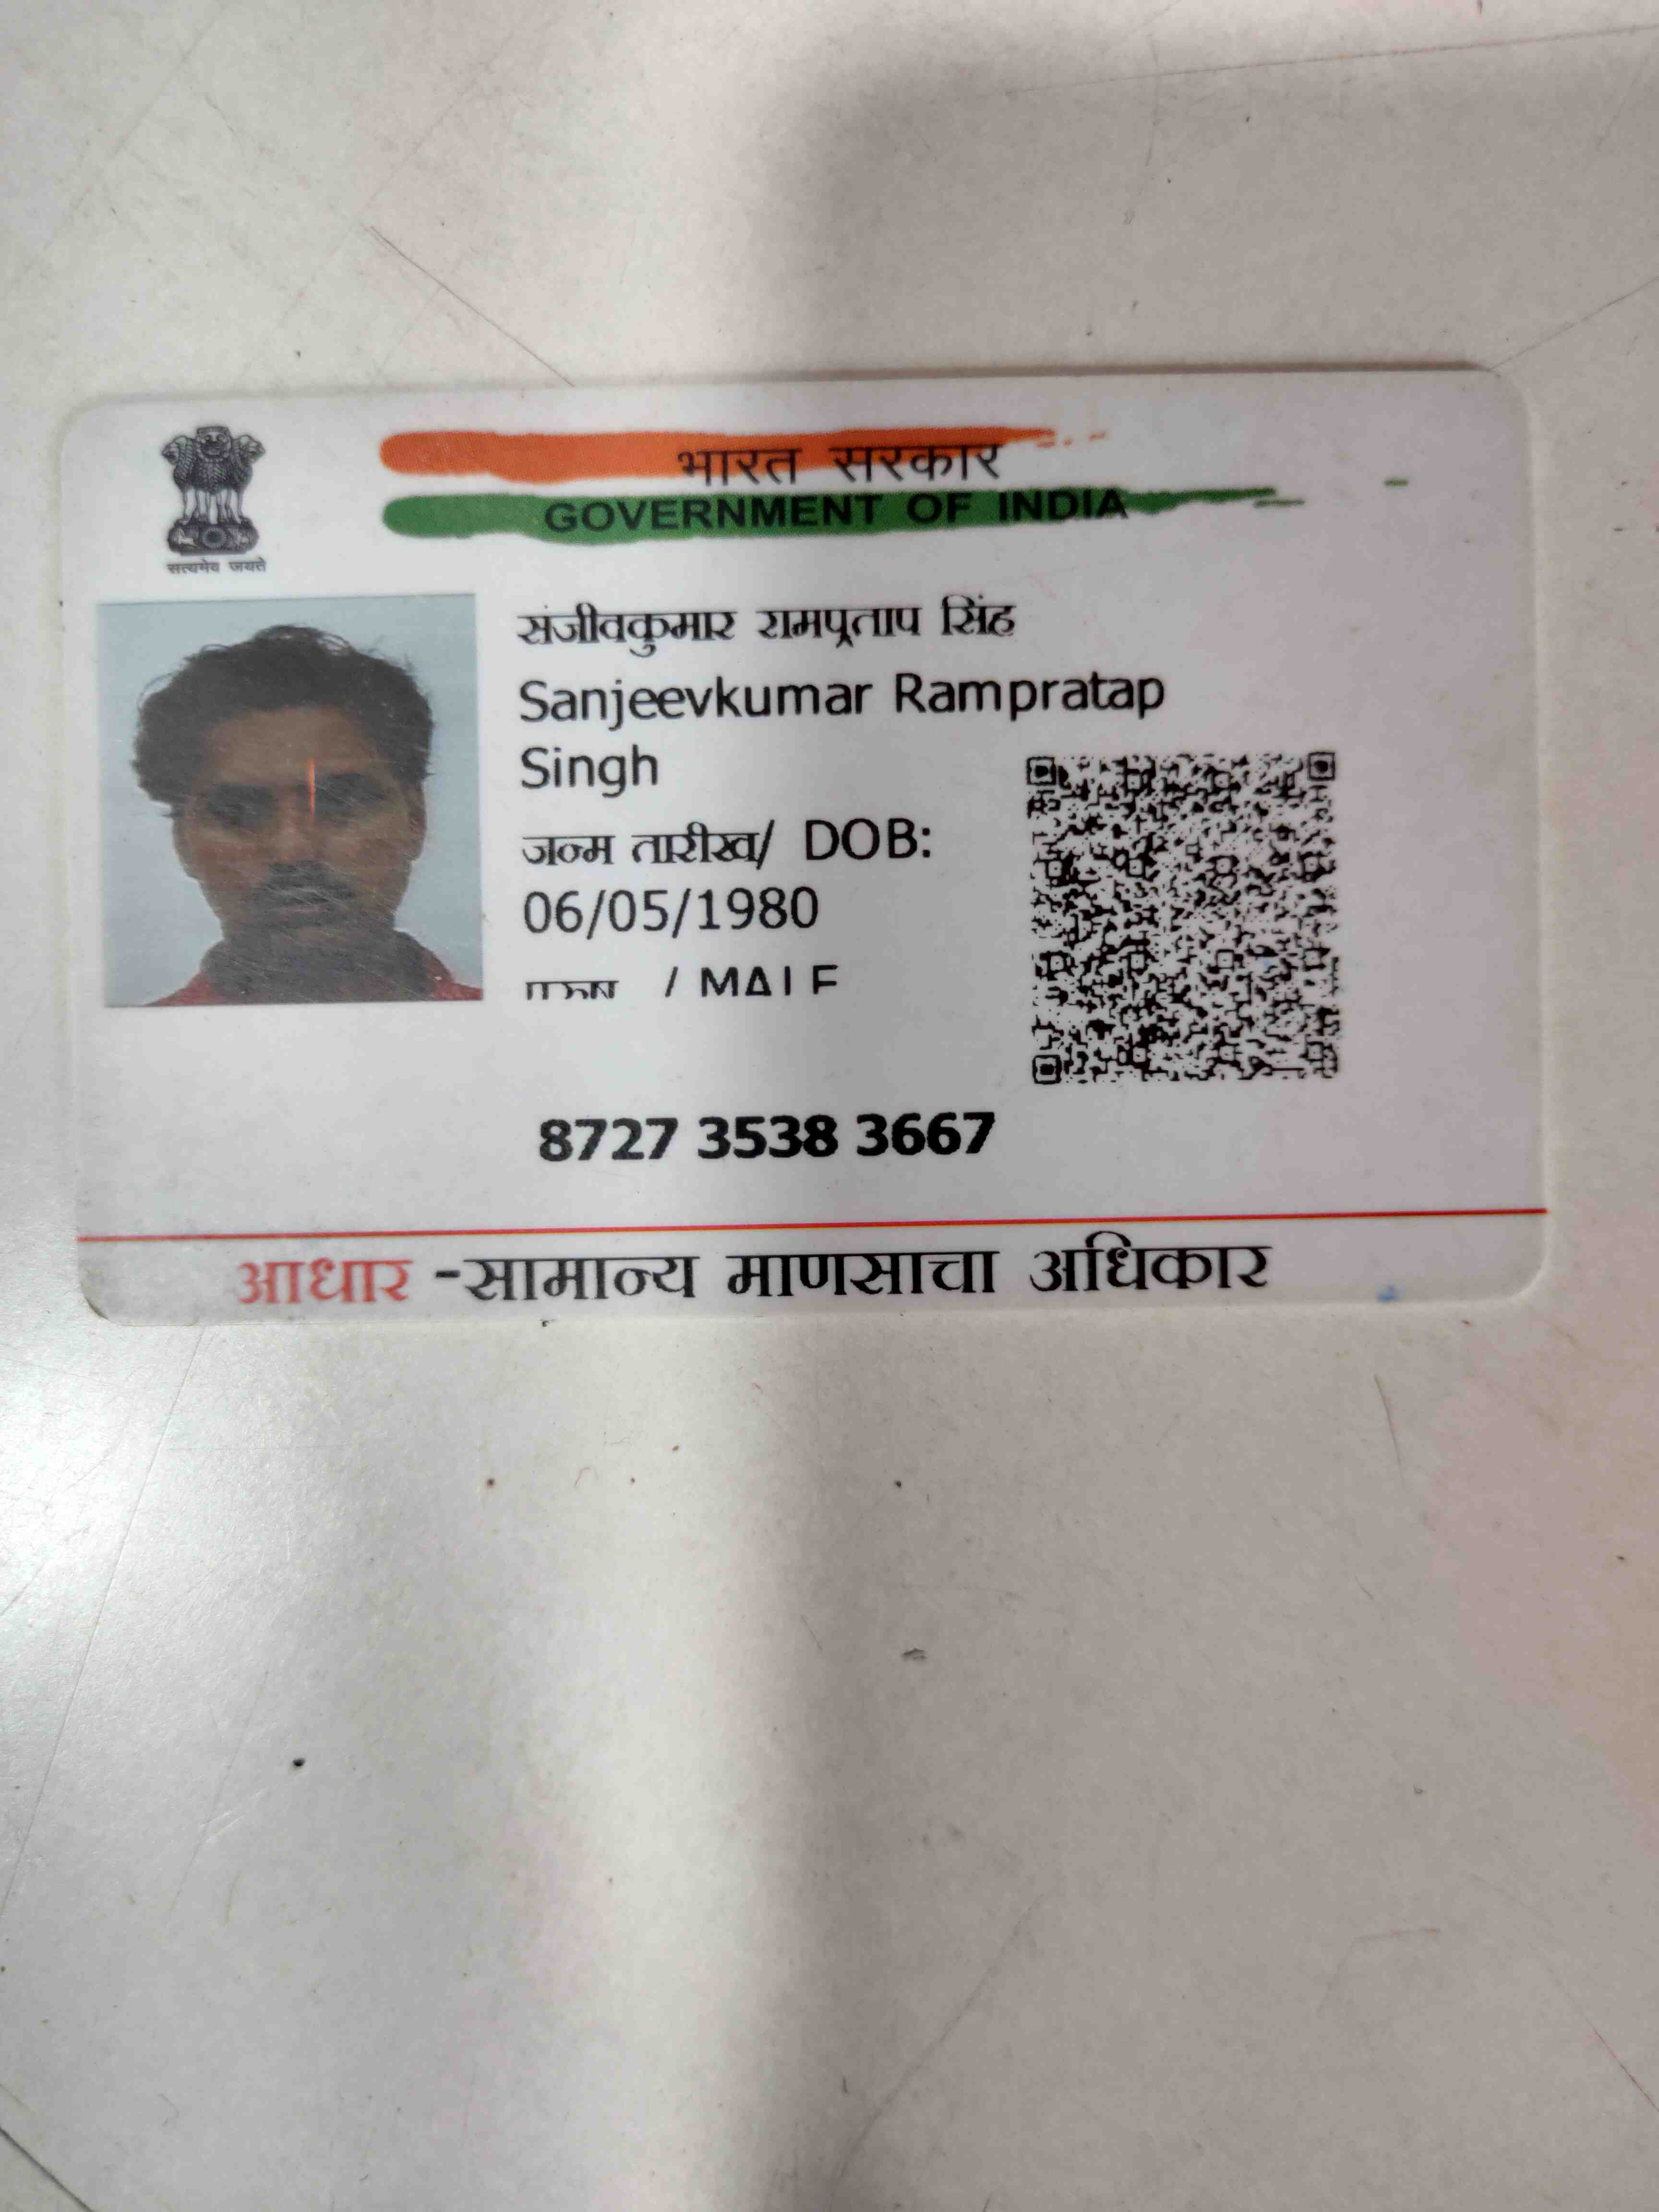 भारत सरकार
GOVERNMENT OF INDIA
सत्यमेव जयते
संजीवकुमार रामप्रताप सिंह
Sanjeevkumar Rampratap
Singh
जन्म तारीख/ DOB:
06/05/1980
पुरुष / MALE
8727 3538 3667
आधार -सामान्य माणसाचा अधिकार